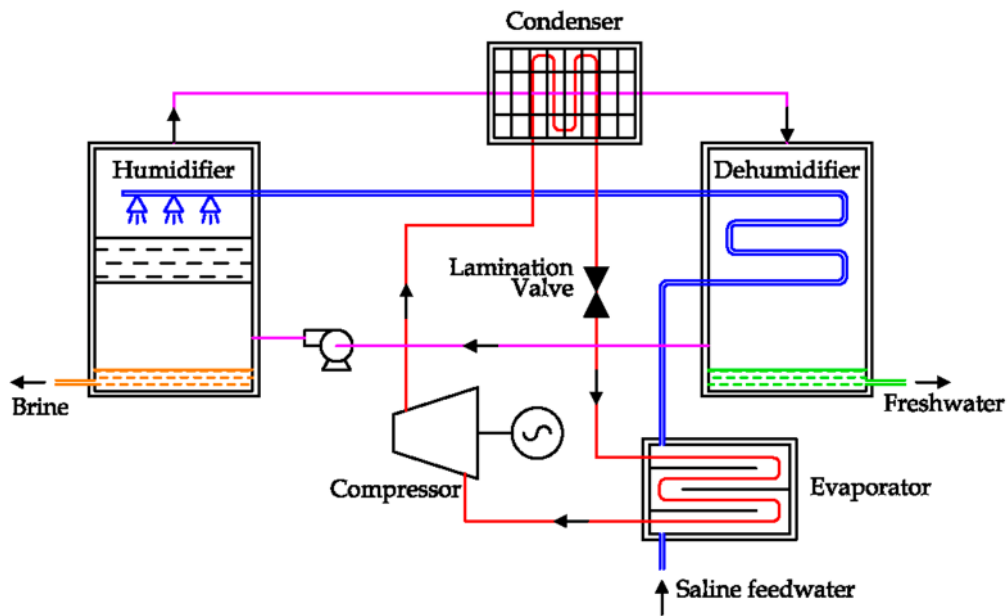 Condenser
Humidifier
Dehumidifier
Lamination
Valve
Brine
Freshwater
Compressor
Evaporator
Saline feedwater